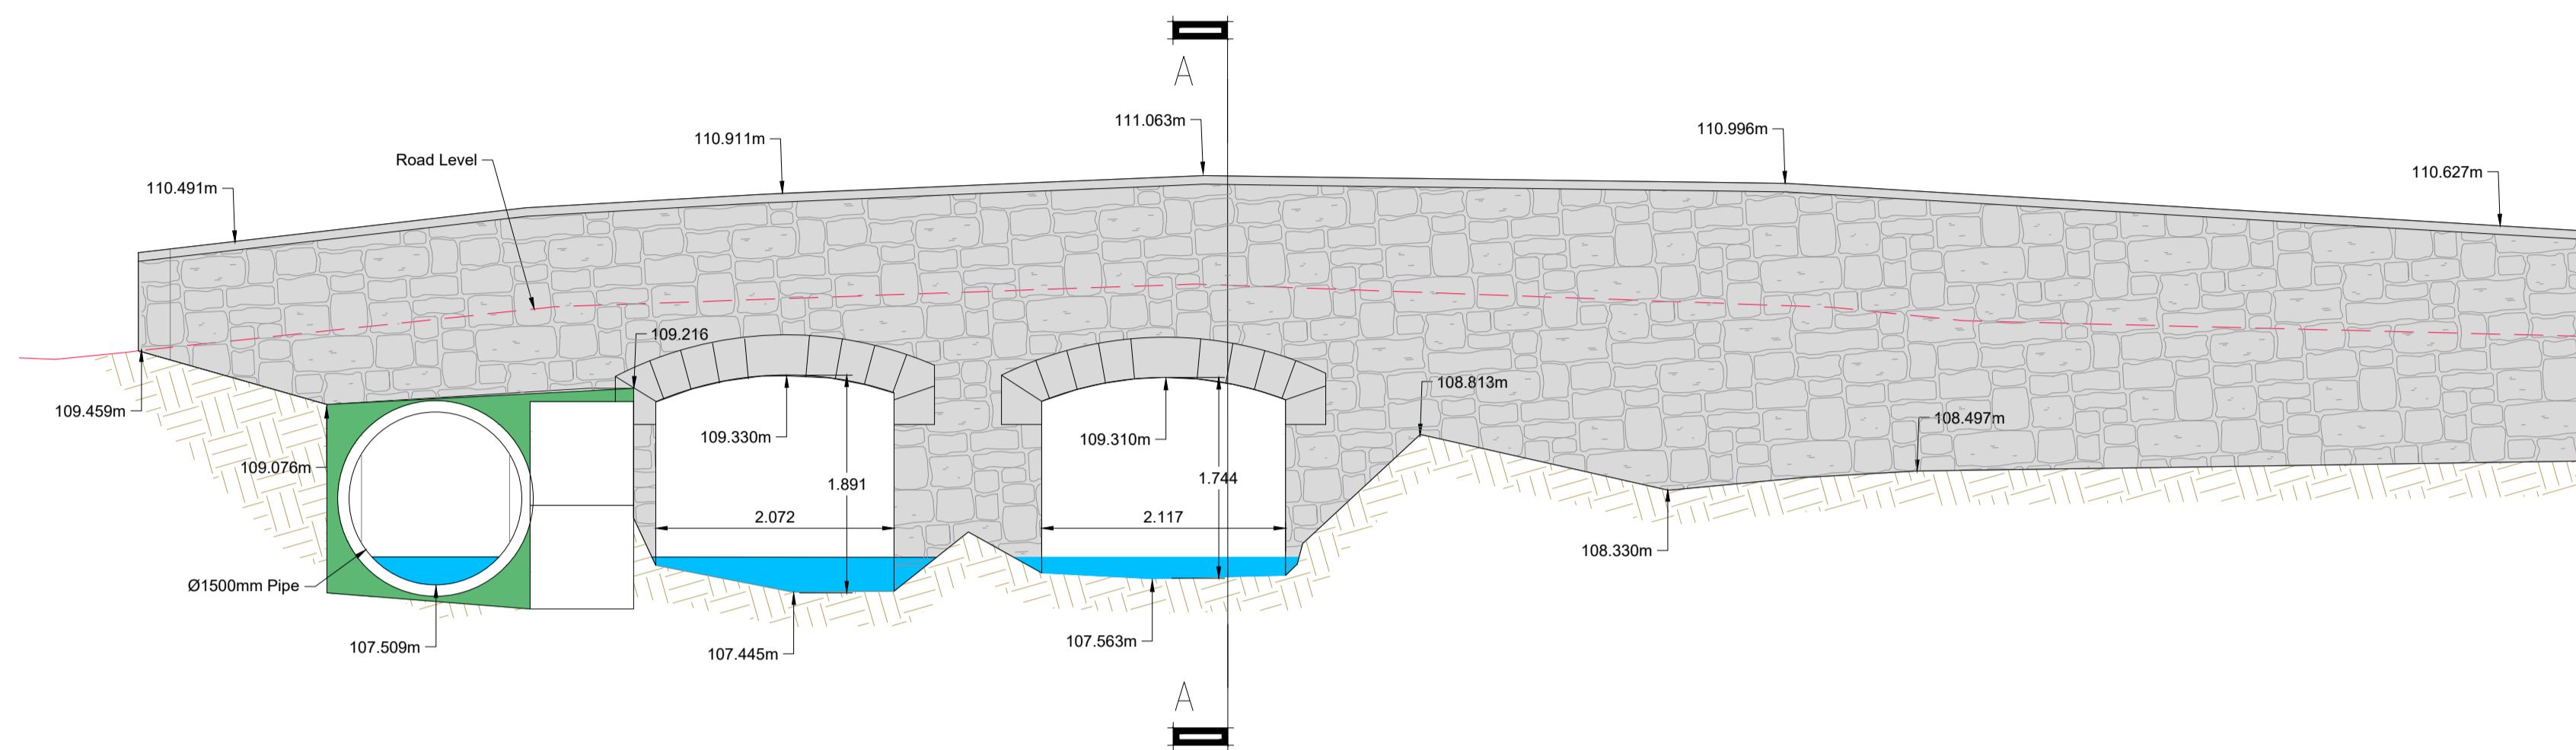 A
111.063m
110.996m
110.911m
Road Level
110.627m
110.491m
109.216
108.813m
109.459m
108.497m
109.330m
109.310m
109.076m
1.891
1.744
2.072
2.117
108.330m
Ø1500mm Pipe
107.509m
107.445m
107.563m
A